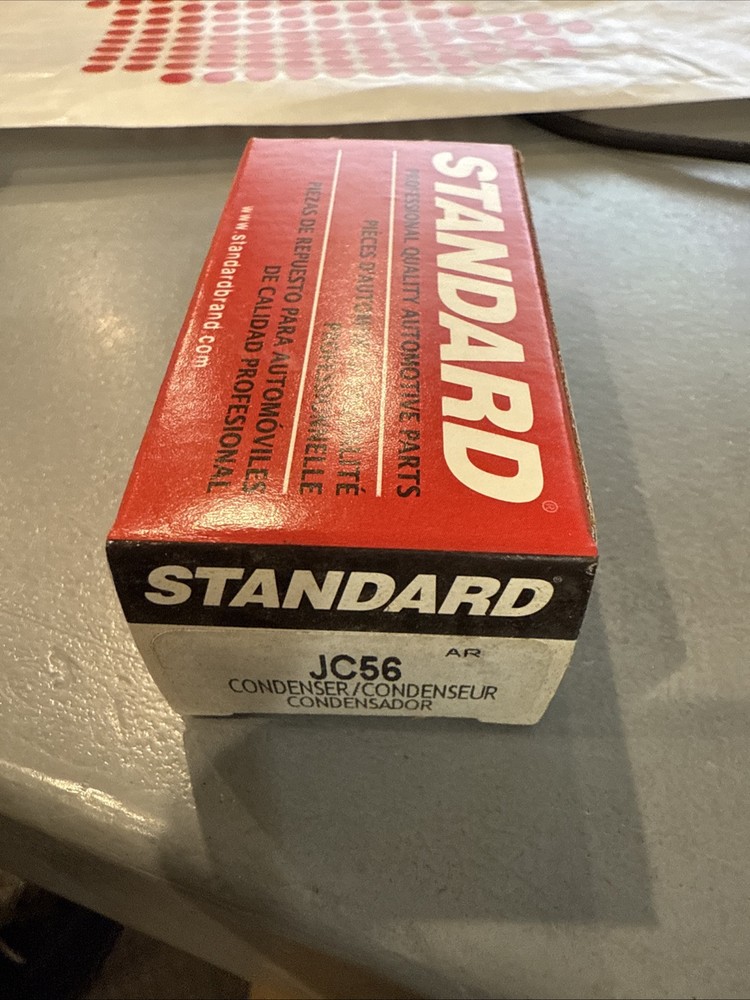 STANDARD®
PROFESSIONAL QUALITY AUTOMOTIVE PARTS
PIÈCES D'AUTOMOBILE QUALITÉ
PROFESSIONNELLE
PIEZAS DE REPUESTO PARA AUTOMÓVILES
DE CALIDAD PROFESIONAL
www.standardbrand.com
STANDARD®
AR
JC56
CONDENSER/CONDENSEUR
CONDENSADOR